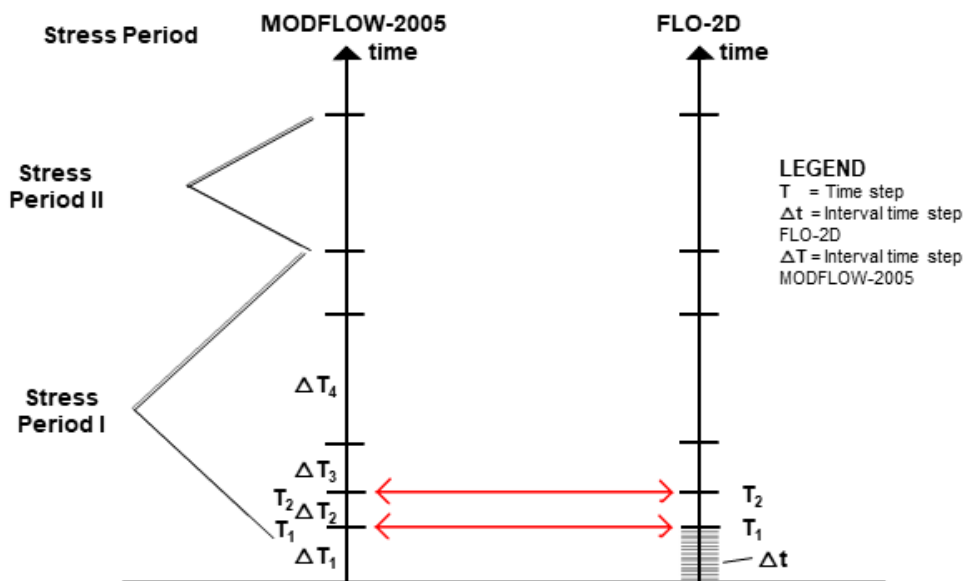 Stress Period
MODFLOW-2005
FLO-2D
time
time
Stress
Period II
LEGEND
T = Time step
Δt = Interval time step
FLO-2D
ΔT = Interval time step
MODFLOW-2005
Stress
Period I
ΔT₄
ΔT₃
T₂
T₂
ΔT₂
T₁
T₁
ΔT₁
Δt